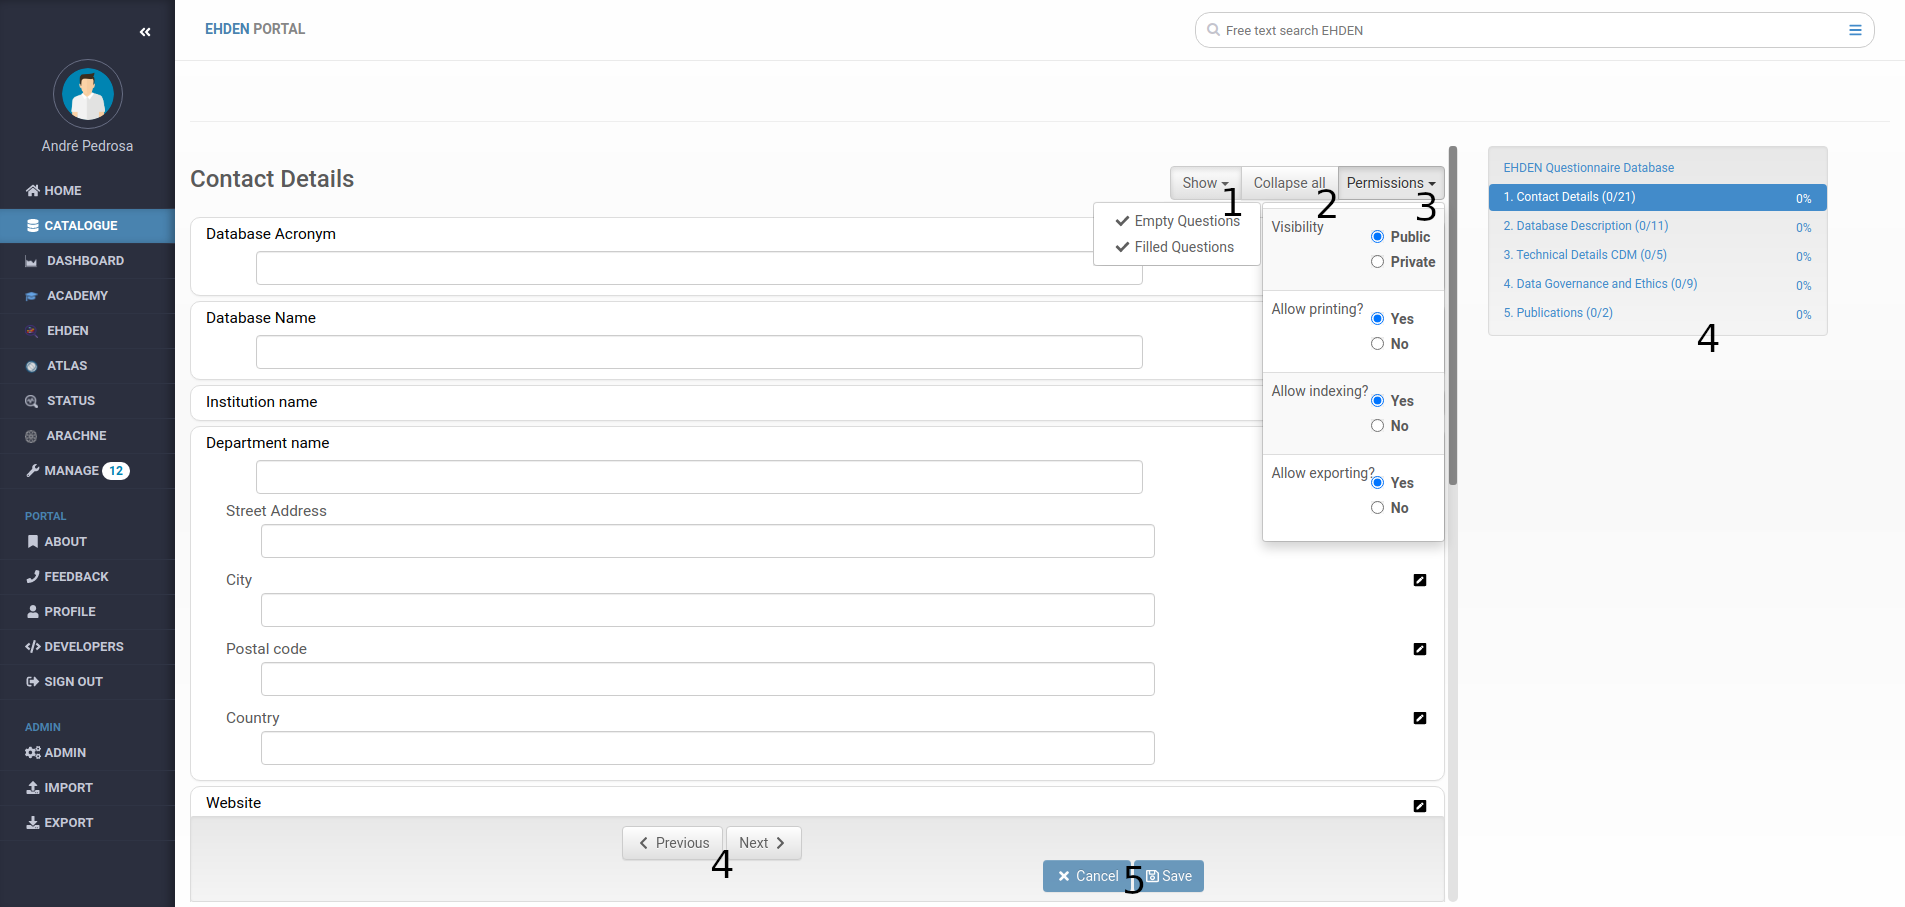 «
André Pedrosa
HOME
CATALOGUE
DASHBOARD
ACADEMY
EHDEN
ATLAS
STATUS
ARACHNE
MANAGE 12
PORTAL
ABOUT
FEEDBACK
PROFILE
DEVELOPERS
SIGN OUT
ADMIN
ADMIN
IMPORT
EXPORT
EHDEN PORTAL
Free text search EHDEN
Contact Details
Show
1
Collapse all
2
Permissions
3
Empty Questions
Filled Questions
Visibility
Public
Private
Allow printing?
Yes
No
Allow indexing?
Yes
No
Allow exporting?
Yes
No
Database Acronym
Database Name
Institution name
Department name
Street Address
City
Postal code
Country
Website
Previous
Next
4
Cancel
5
Save
EHDEN Questionnaire Database
1. Contact Details (0/21) 0%
2. Database Description (0/11) 0%
3. Technical Details CDM (0/5) 0%
4. Data Governance and Ethics (0/9) 0%
5. Publications (0/2) 0%
4